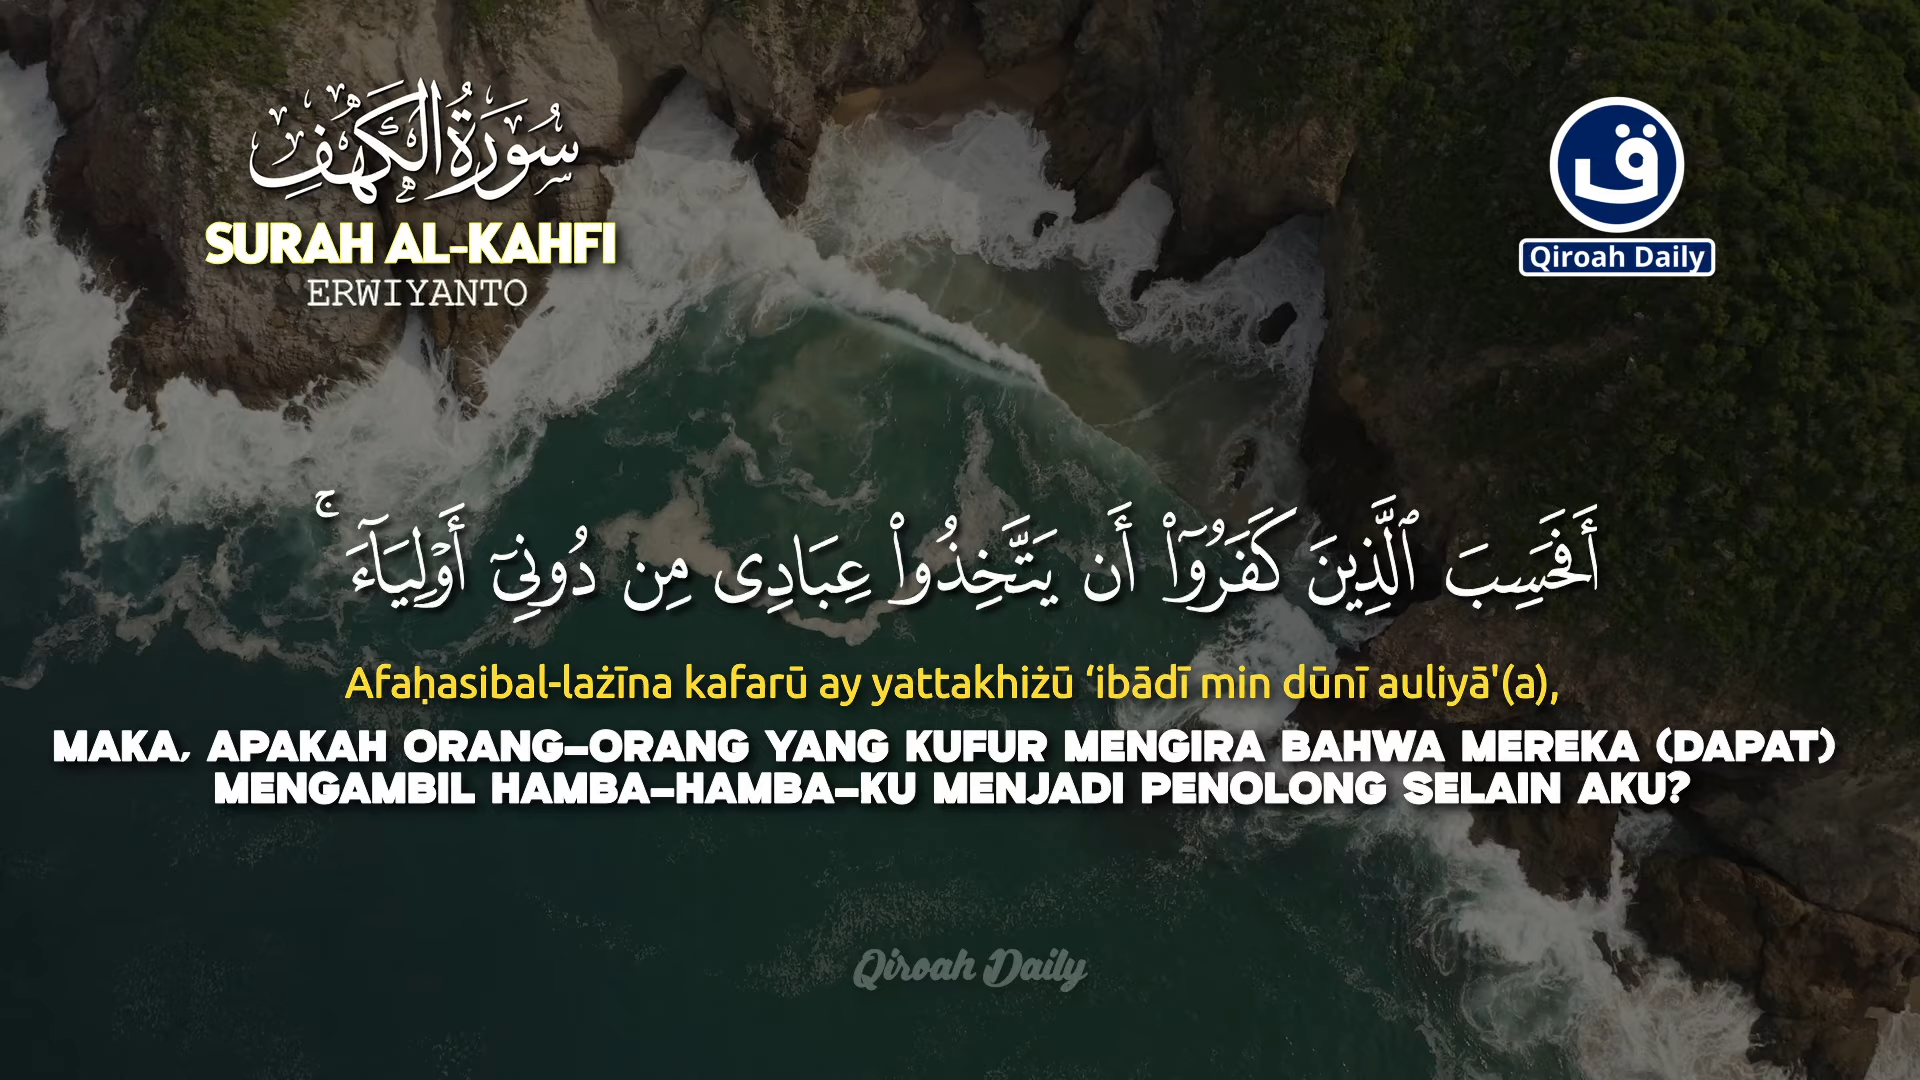 سُورَةُ الكَهْفِ
SURAH AL-KAHFI
ERWIYANTO
ق
Qiroah Daily
أَفَحَسِبَ ٱلَّذِينَ كَفَرُوٓا۟ أَن يَتَّخِذُوا۟ عِبَادِى مِن دُونِىٓ أَوْلِيَآءَ ۚ
Afaḥasibal-lażīna kafarū ay yattakhiżū ‘ibādī min dūnī auliyā'(a),
MAKA, APAKAH ORANG-ORANG YANG KUFUR MENGIRA BAHWA MEREKA (DAPAT)
MENGAMBIL HAMBA-HAMBA-KU MENJADI PENOLONG SELAIN AKU?
Qiroah Daily